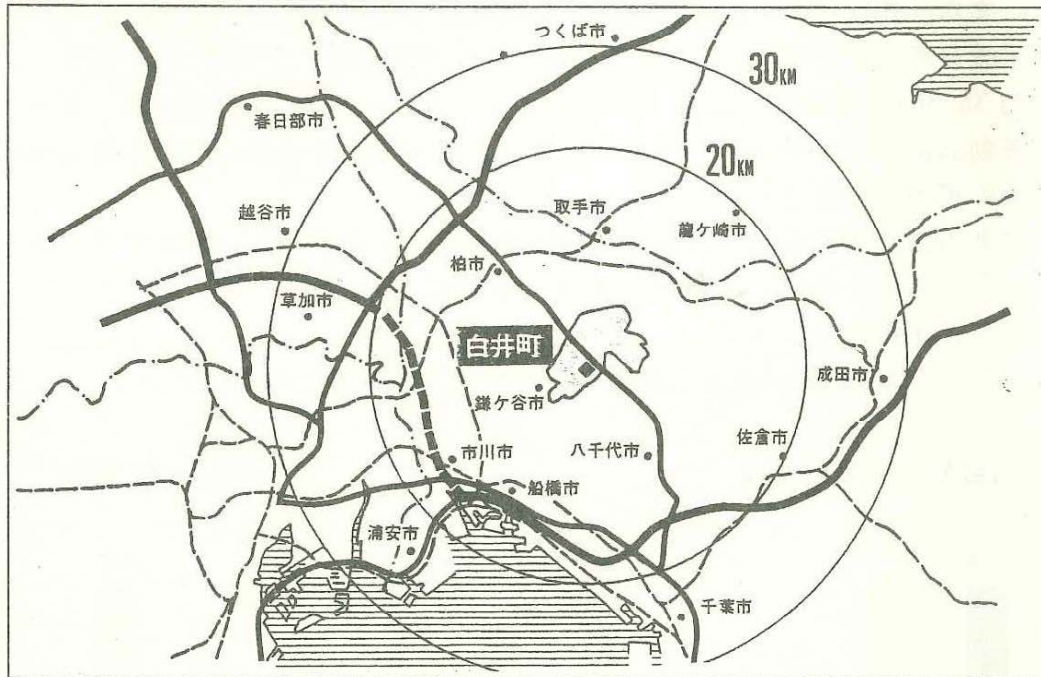 つくば市
30KM
春日部市
20KM
取手市
龍ケ崎市
越谷市
柏市
草加市
白井町
成田市
鎌ケ谷市
市川市
八千代市
佐倉市
船橋市
浦安市
千葉市